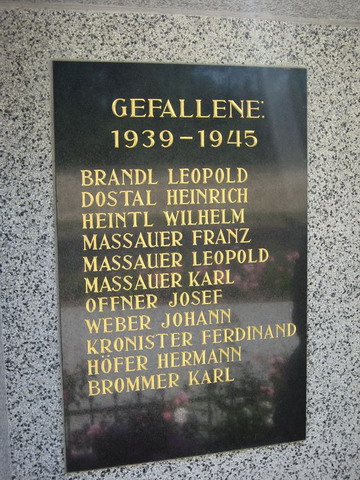 GEFALLENE:
1939-1945
BRANDL LEOPOLD
DOSTAL HEINRICH
HEINTL WILHELM
MASSAUER FRANZ
MASSAUER LEOPOLD
MASSAUER KARL
OFFNER JOSEF
WEBER JOHANN
KRONISTER FERDINAND
HÖFER HERMANN
BROMMER KARL